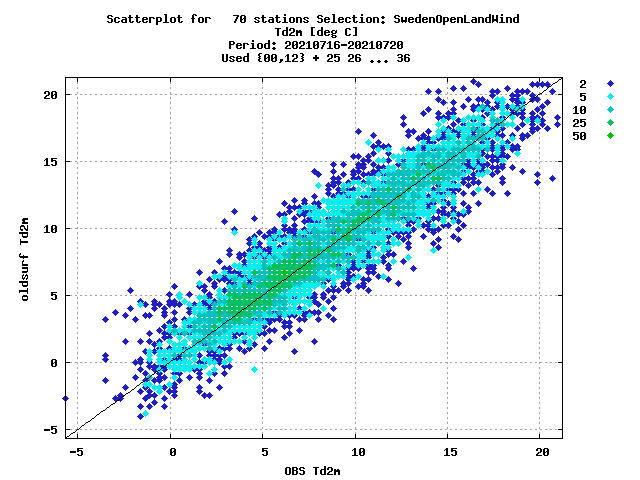 Scatterplot for 70 stations Selection: SwedenOpenLandWind
Td2m [deg C]
Period: 20210716-20210720
Used {00,12} + 25 26 ... 36
2
5
10
25
50
20
15
10
5
0
-5
oldsurf Td2m
-5 0 5 10 15 20
OBS Td2m